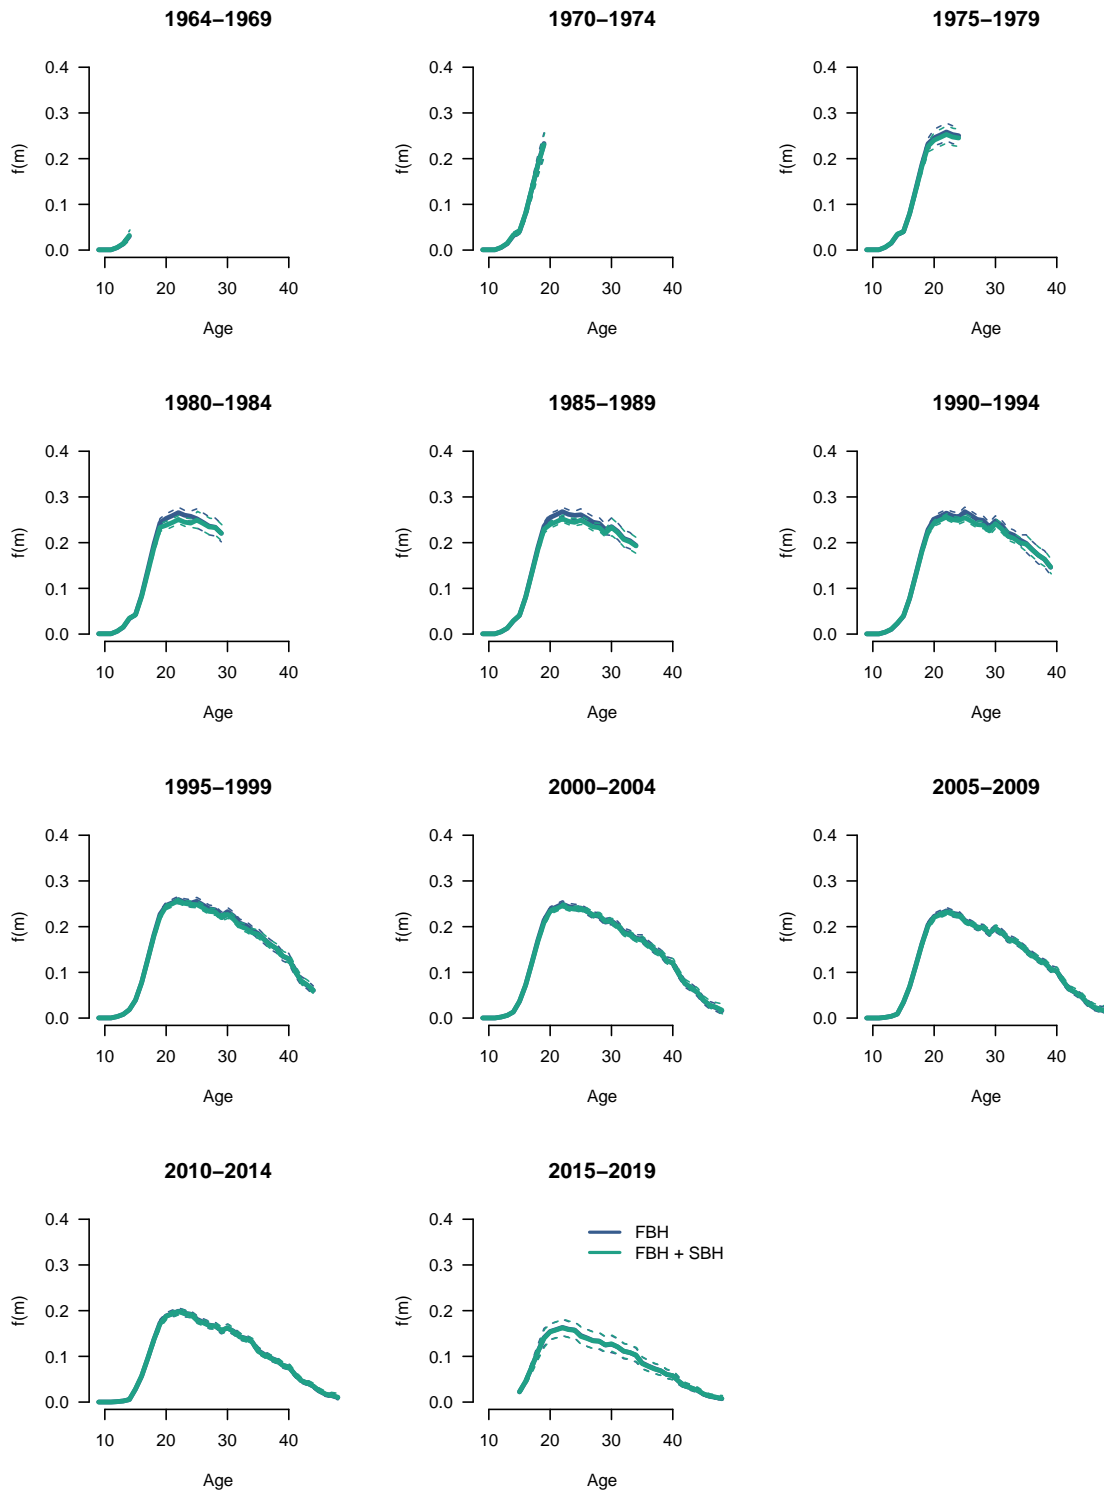 1964−1969
1970−1974
1975−1979
f(m)
0.4
0.3
0.2
0.1
0.0
10 20 30 40
Age
f(m)
0.4
0.3
0.2
0.1
0.0
10 20 30 40
Age
f(m)
0.4
0.3
0.2
0.1
0.0
10 20 30 40
Age
1980−1984
1985−1989
1990−1994
f(m)
0.4
0.3
0.2
0.1
0.0
10 20 30 40
Age
f(m)
0.4
0.3
0.2
0.1
0.0
10 20 30 40
Age
f(m)
0.4
0.3
0.2
0.1
0.0
10 20 30 40
Age
1995−1999
2000−2004
2005−2009
f(m)
0.4
0.3
0.2
0.1
0.0
10 20 30 40
Age
f(m)
0.4
0.3
0.2
0.1
0.0
10 20 30 40
Age
f(m)
0.4
0.3
0.2
0.1
0.0
10 20 30 40
Age
2010−2014
2015−2019
f(m)
0.4
0.3
0.2
0.1
0.0
10 20 30 40
Age
f(m)
0.4
0.3
0.2
0.1
0.0
10 20 30 40
Age
FBH
FBH + SBH